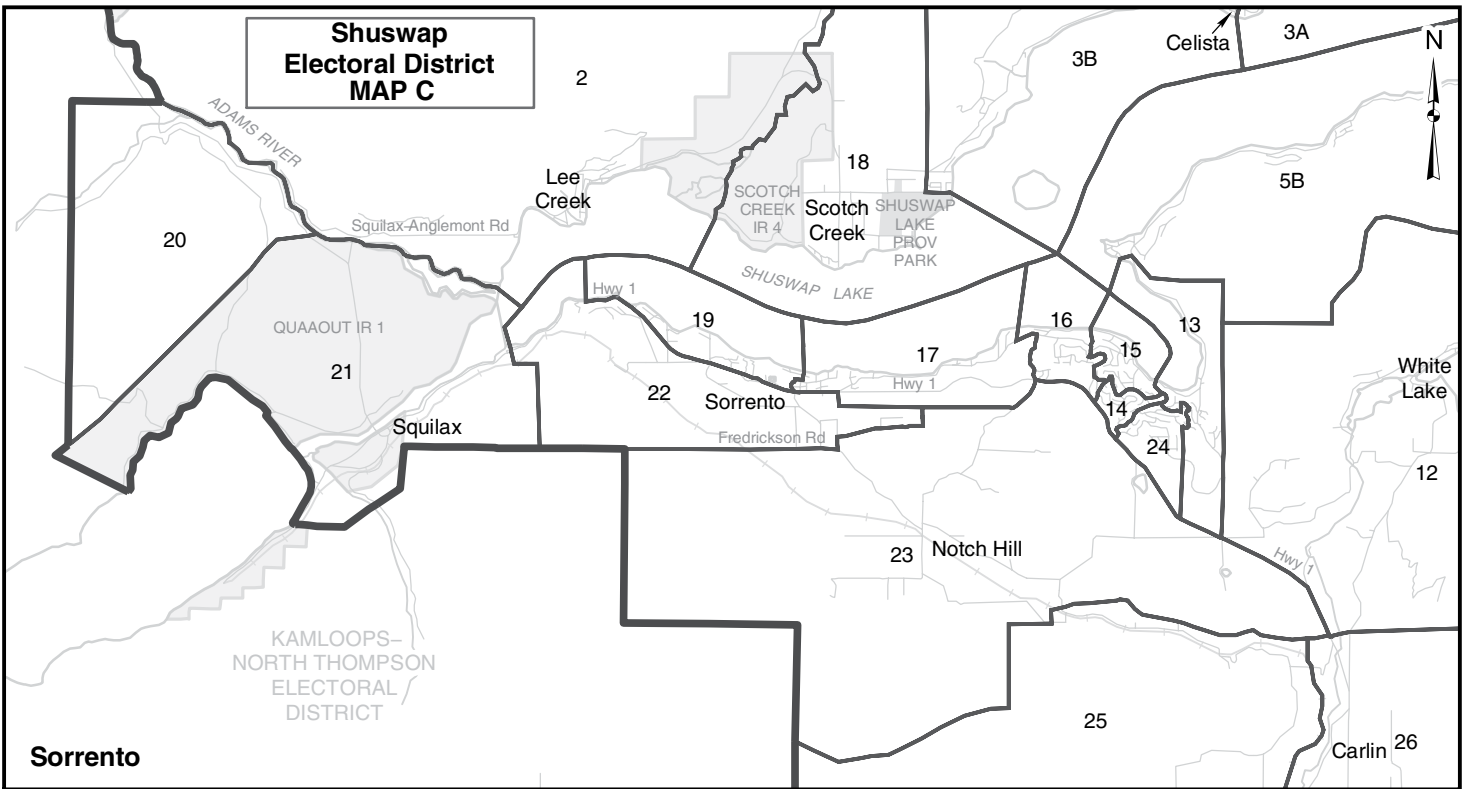 Shuswap
Electoral District
MAP C
Celista
3A
N
3B
2
ADAMS RIVER
18
5B
Lee
Creek
SCOTCH
CREEK
IR 4
Scotch
Creek
SHUSWAP
LAKE
PROV
PARK
Squilax-Anglemont Rd
20
SHUSWAP LAKE
Hwy 1
QUAAOUT IR 1
19
16
13
15
17
21
Hwy 1
22
Sorrento
White
Lake
14
Squilax
Fredrickson Rd
24
12
23
Notch Hill
Hwy 1
KAMLOOPS–
NORTH THOMPSON
ELECTORAL
DISTRICT
25
Sorrento
Carlin
26